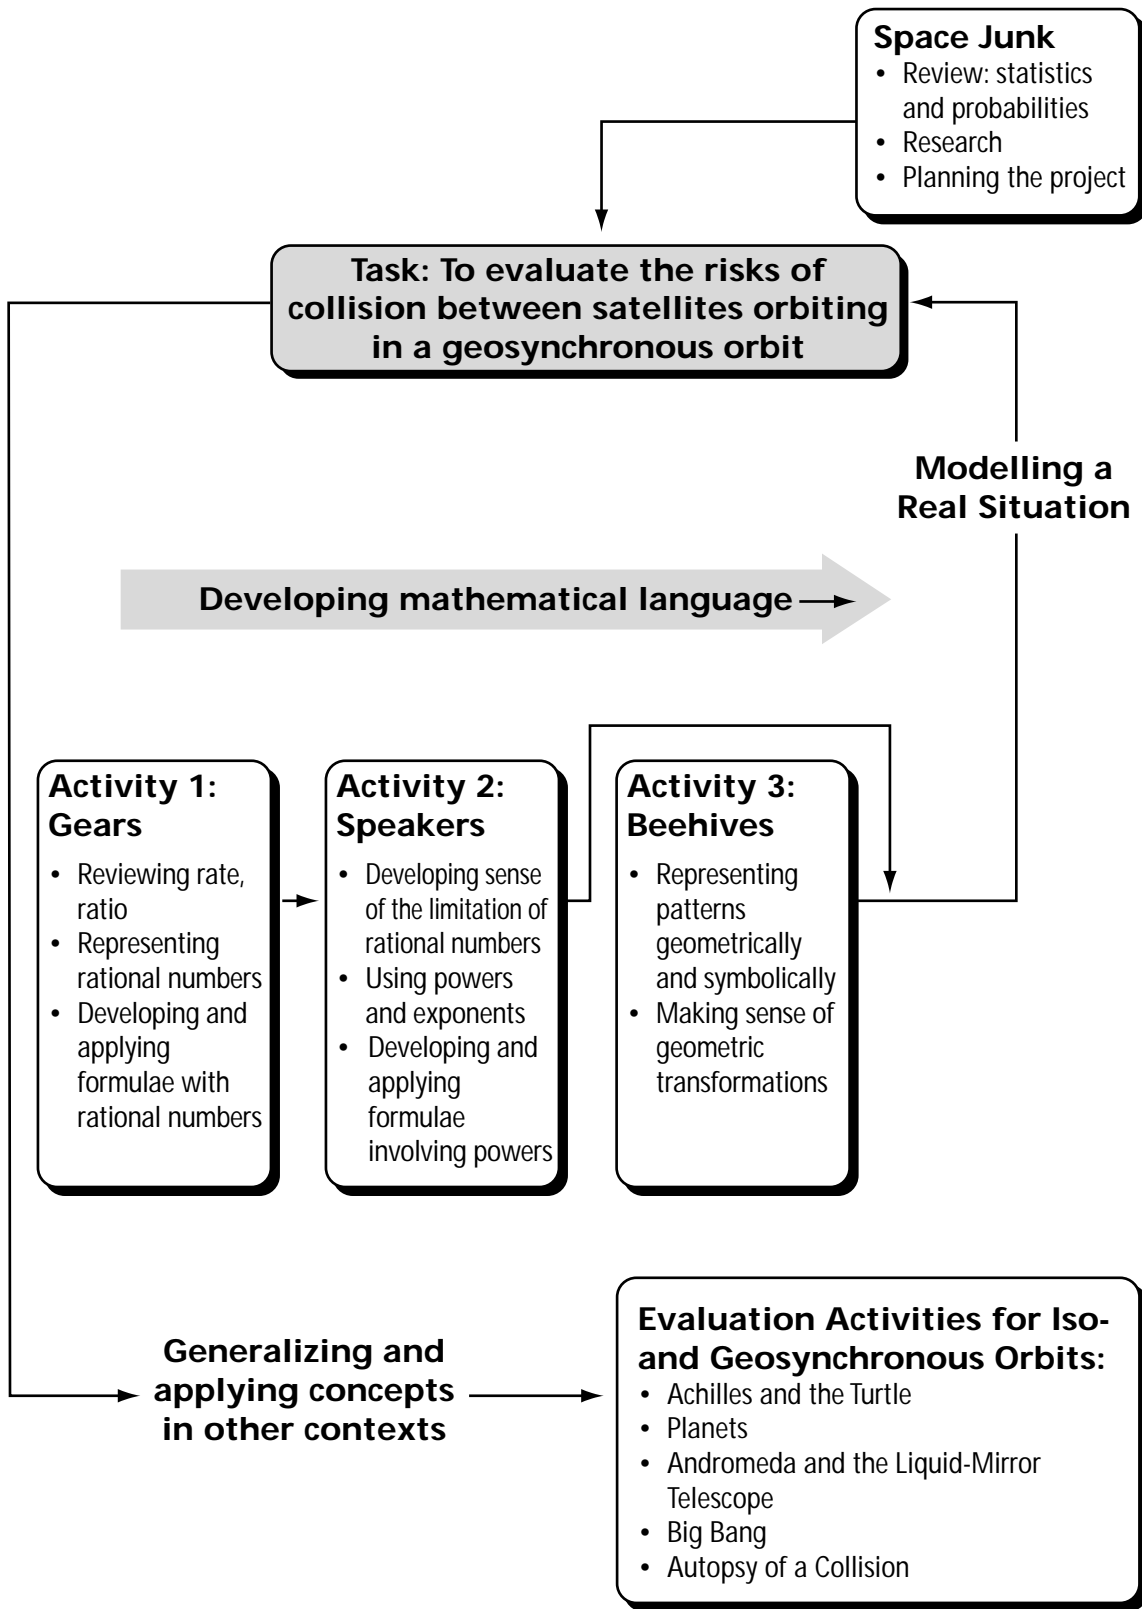 Space Junk
• Review: statistics
and probabilities
• Research
• Planning the project
Task: To evaluate the risks of
collision between satellites orbiting
in a geosynchronous orbit
Modelling a
Real Situation
Developing mathematical language
Activity 1:
Gears
• Reviewing rate,
ratio
• Representing
rational numbers
• Developing and
applying
formulae with
rational numbers
Activity 2:
Speakers
• Developing sense
of the limitation of
rational numbers
• Using powers
and exponents
• Developing and
applying
formulae
involving powers
Activity 3:
Beehives
• Representing
patterns
geometrically
and symbolically
• Making sense of
geometric
transformations
Generalizing and
applying concepts
in other contexts
Evaluation Activities for Iso-
and Geosynchronous Orbits:
• Achilles and the Turtle
• Planets
• Andromeda and the Liquid-Mirror
Telescope
• Big Bang
• Autopsy of a Collision